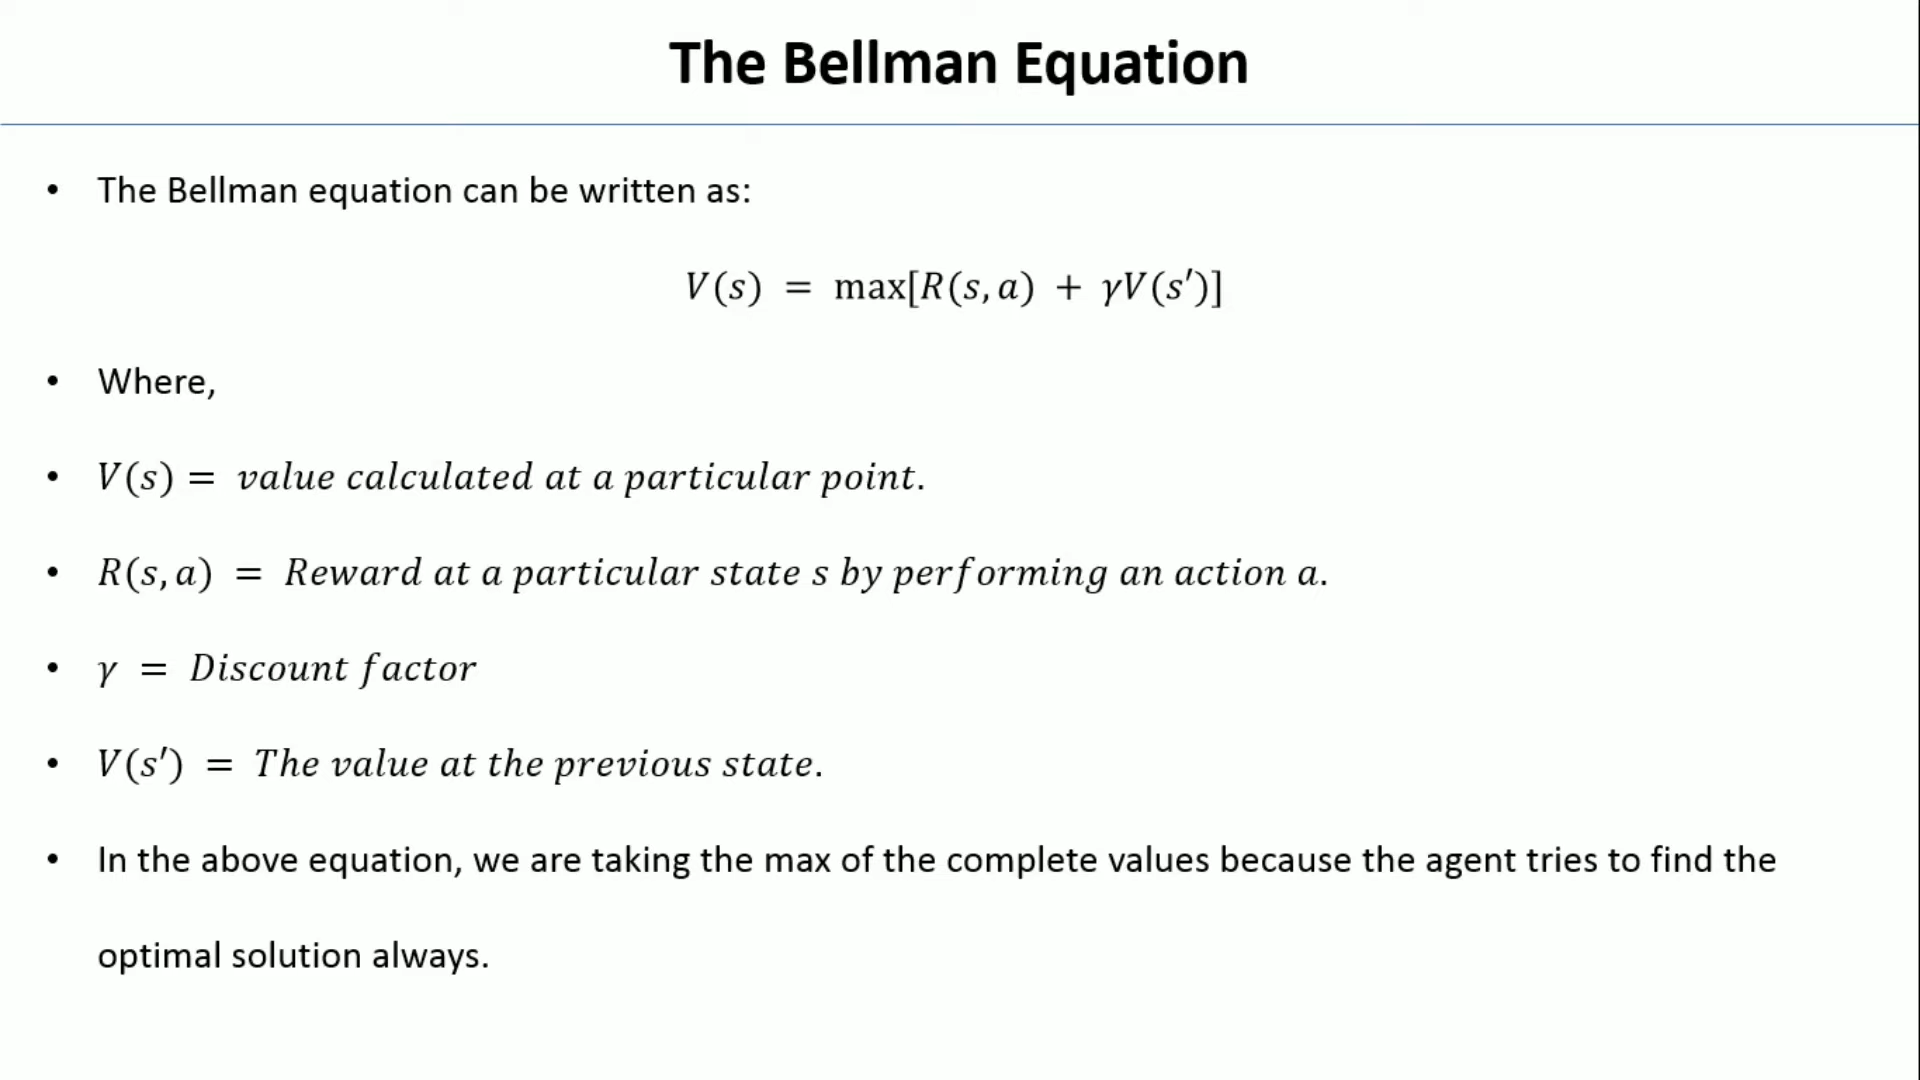 The Bellman Equation
• The Bellman equation can be written as:
V(s) = max[R(s, a) + γV(s′)]
• Where,
• V(s) = value calculated at a particular point.
• R(s, a) = Reward at a particular state s by performing an action a.
• γ = Discount factor
• V(s′) = The value at the previous state.
• In the above equation, we are taking the max of the complete values because the agent tries to find the
optimal solution always.